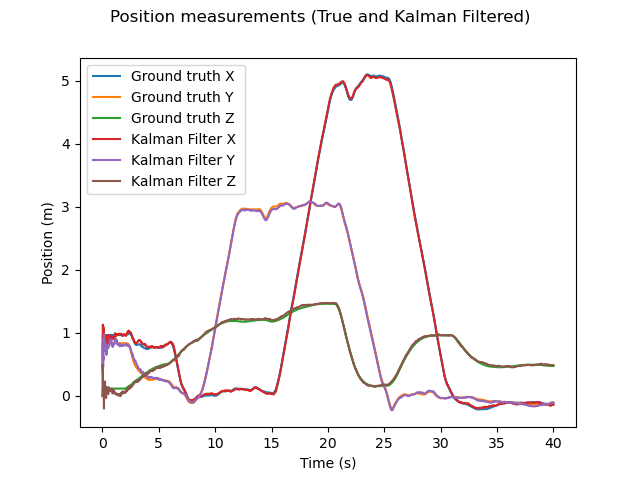 Position measurements (True and Kalman Filtered)
Ground truth X
Ground truth Y
Ground truth Z
Kalman Filter X
Kalman Filter Y
Kalman Filter Z
Position (m)
5
4
3
2
1
0
0 5 10 15 20 25 30 35 40
Time (s)